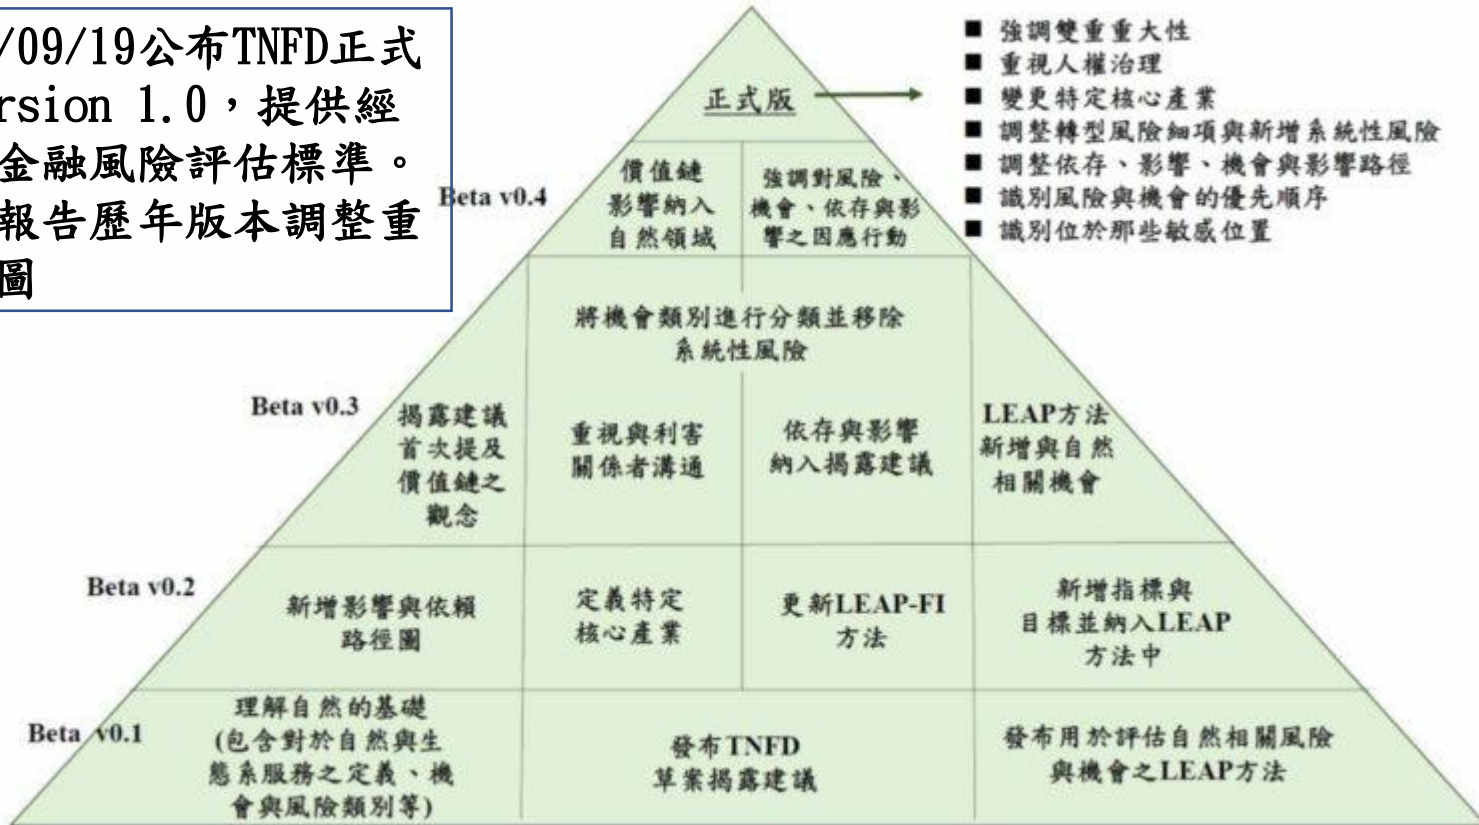 /09/19公布TNFD正式
rsion 1.0，提供經
金融風險評估標準。
報告歷年版本調整重
圖
正式版
■ 強調雙重重大性
■ 重視人權治理
■ 變更特定核心產業
■ 調整轉型風險細項與新增系統性風險
■ 調整依存、影響、機會與影響路徑
■ 識別風險與機會的優先順序
■ 識別位於那些敏感位置
Beta v0.4
價值鏈
影響納入
自然領域
強調對風險、
機會、依存與影
響之因應行動
將機會類別進行分類並移除
系統性風險
Beta v0.3
揭露建議
首次提及
價值鏈之
觀念
重視與利害
關係者溝通
依存與影響
納入揭露建議
LEAP方法
新增與自然
相關機會
Beta v0.2
新增影響與依賴
路徑圖
定義特定
核心產業
更新LEAP-FI
方法
新增指標與
目標並納入LEAP
方法中
Beta v0.1
理解自然的基礎
(包含對於自然與生
態系服務之定義、機
會與風險類別等)
發布TNFD
草案揭露建議
發布用於評估自然相關風險
與機會之LEAP方法